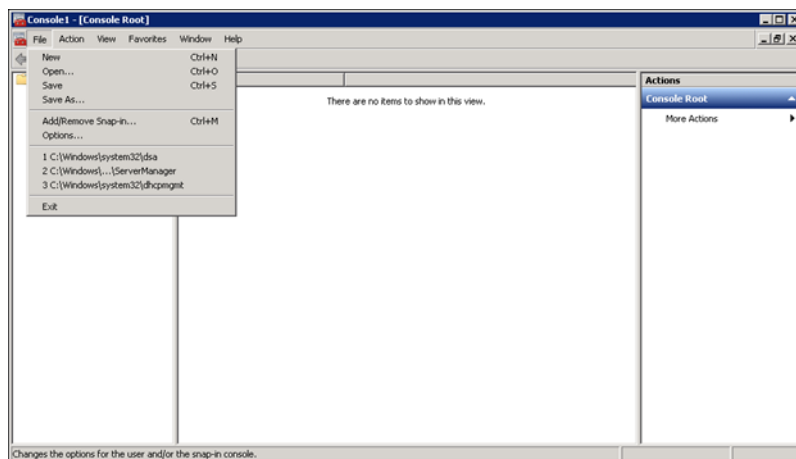 Console1 - [Console Root]
File Action View Favorites Window Help
New Ctrl+N
Open... Ctrl+O
Save Ctrl+S
Save As...
Add/Remove Snap-in... Ctrl+M
Options...
1 C:\Windows\system32\dsa
2 C:\Windows\...\ServerManager
3 C:\Windows\system32\dhcpmgmt
Exit
There are no items to show in this view.
Actions
Console Root
More Actions
Changes the options for the user and/or the snap-in console.